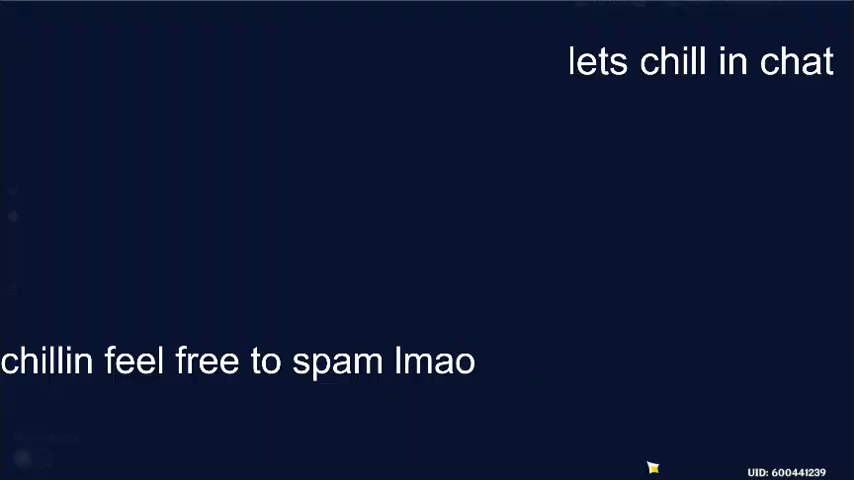 lets chill in chat
chillin feel free to spam lmao
UID: 600441239